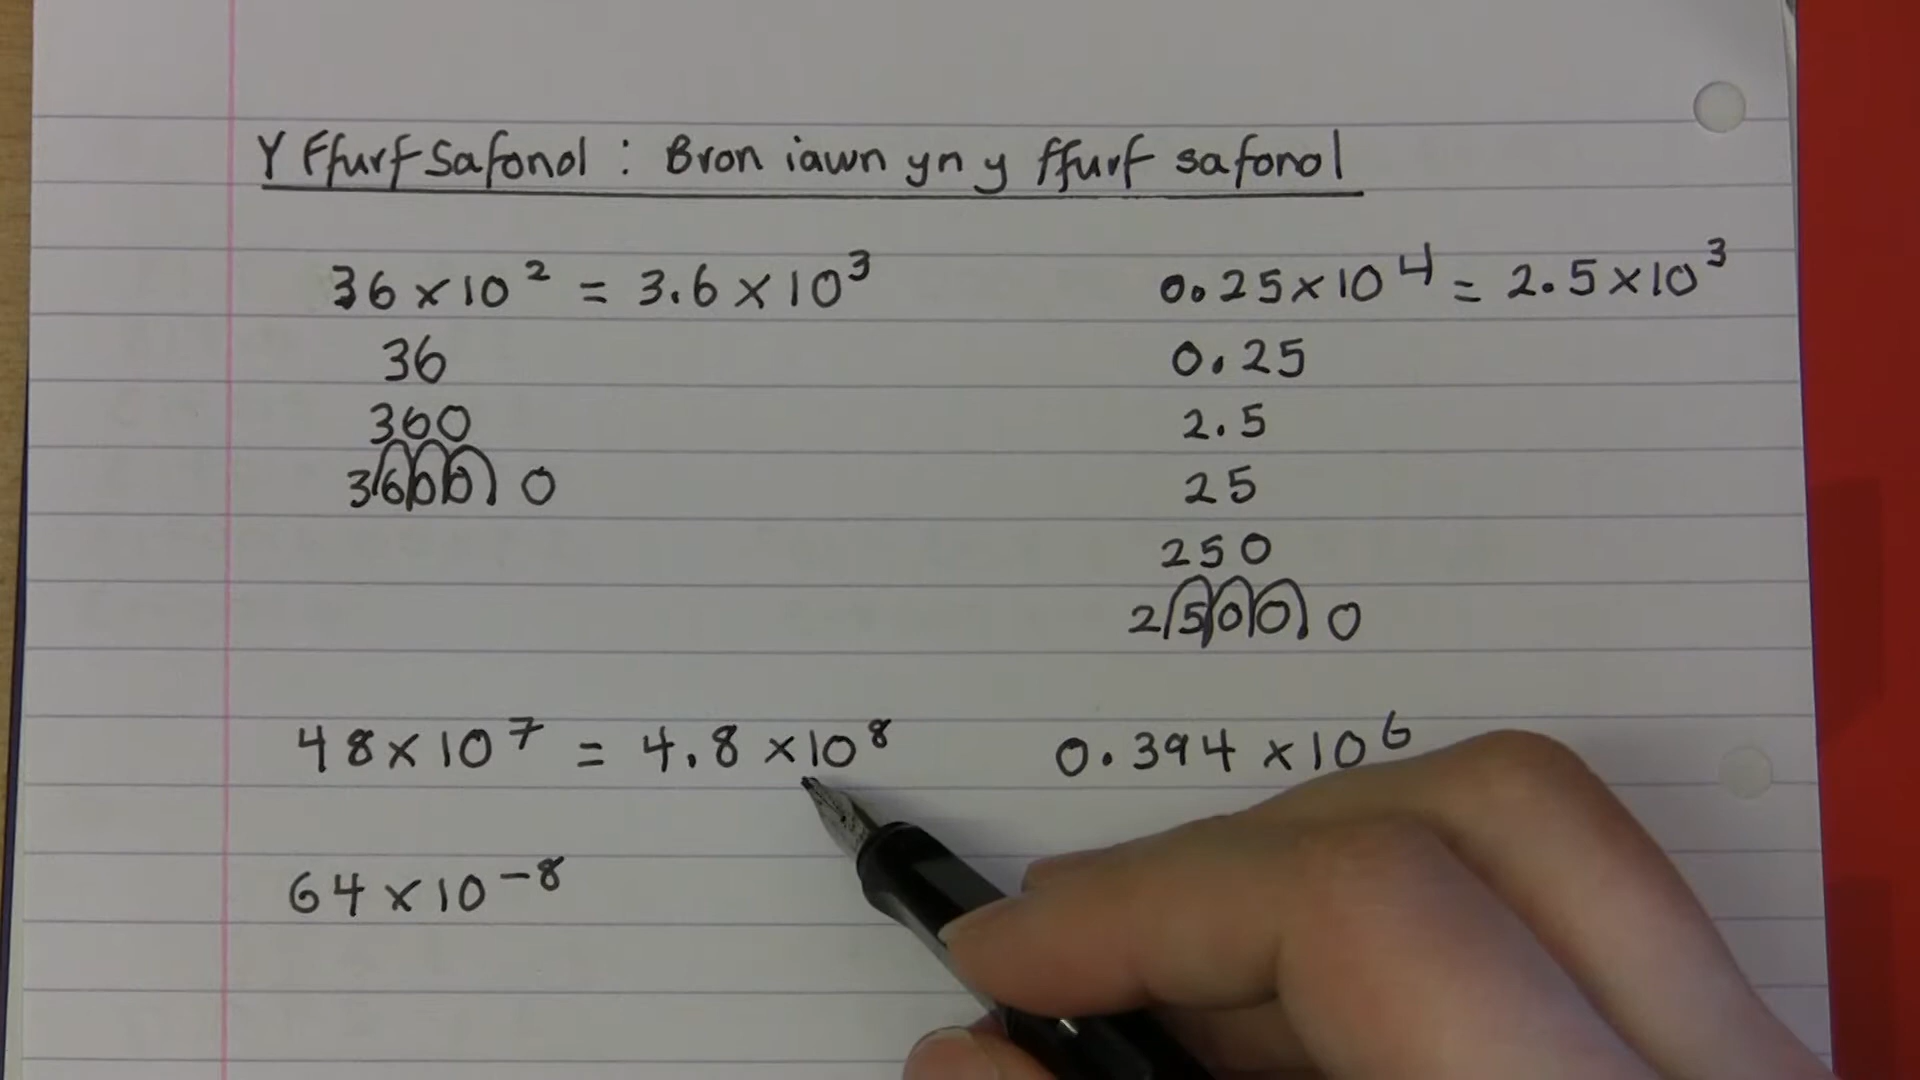 Y Ffurf Safonol : Bron iawn yn y ffurf safonol
36 × 10² = 3.6 × 10³
36
360
3600 0
0.25 × 10⁴ = 2.5 × 10³
0.25
2.5
25
250
2500 0
48 × 10⁷ = 4.8 × 10⁸
0.394 × 10⁶
64 × 10⁻⁸